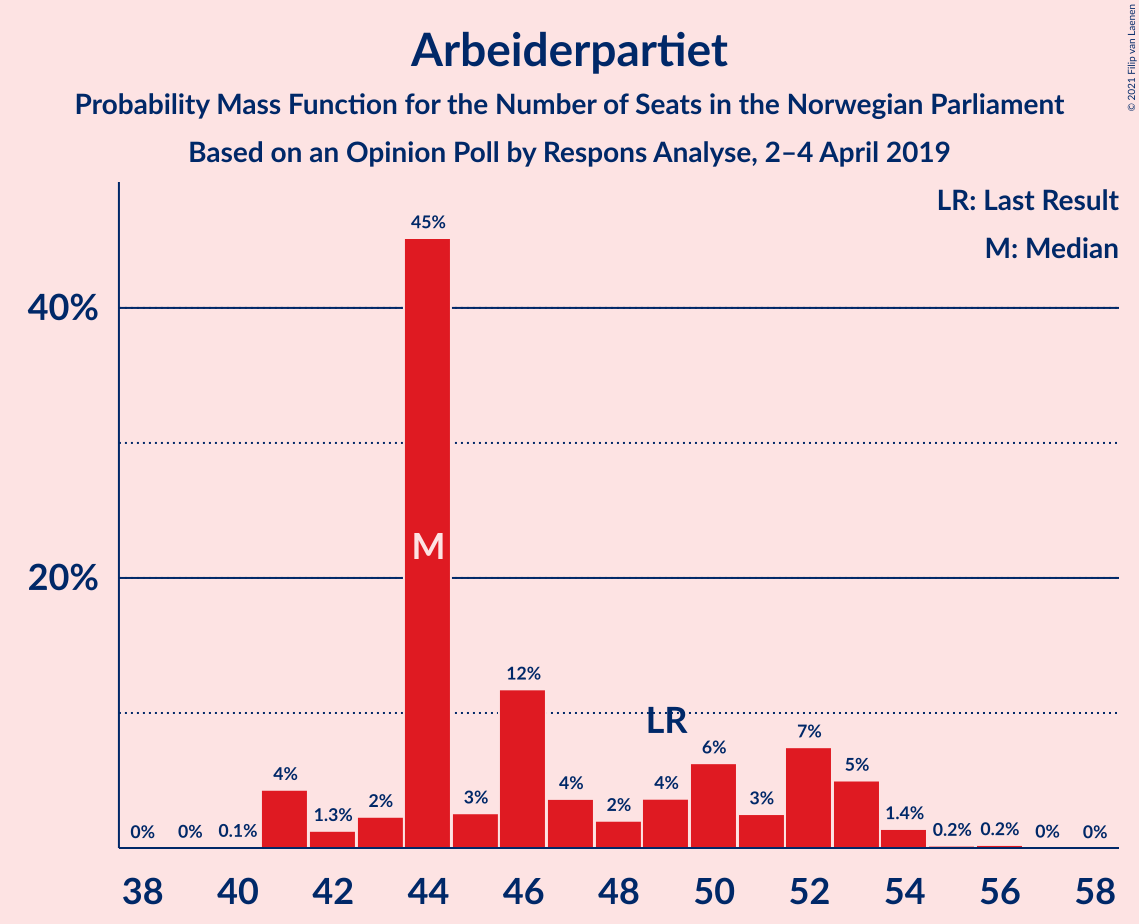 Arbeiderpartiet
Probability Mass Function for the Number of Seats in the Norwegian Parliament
Based on an Opinion Poll by Respons Analyse, 2–4 April 2019
© 2021 Filip van Laenen
LR: Last Result
M: Median
40%
20%
0% 0% 0.1% 4% 1.3% 2% 45% 3% 12% 4% 2% 4% 6% 3% 7% 5% 1.4% 0.2% 0.2% 0% 0%
M
LR
38 40 42 44 46 48 50 52 54 56 58